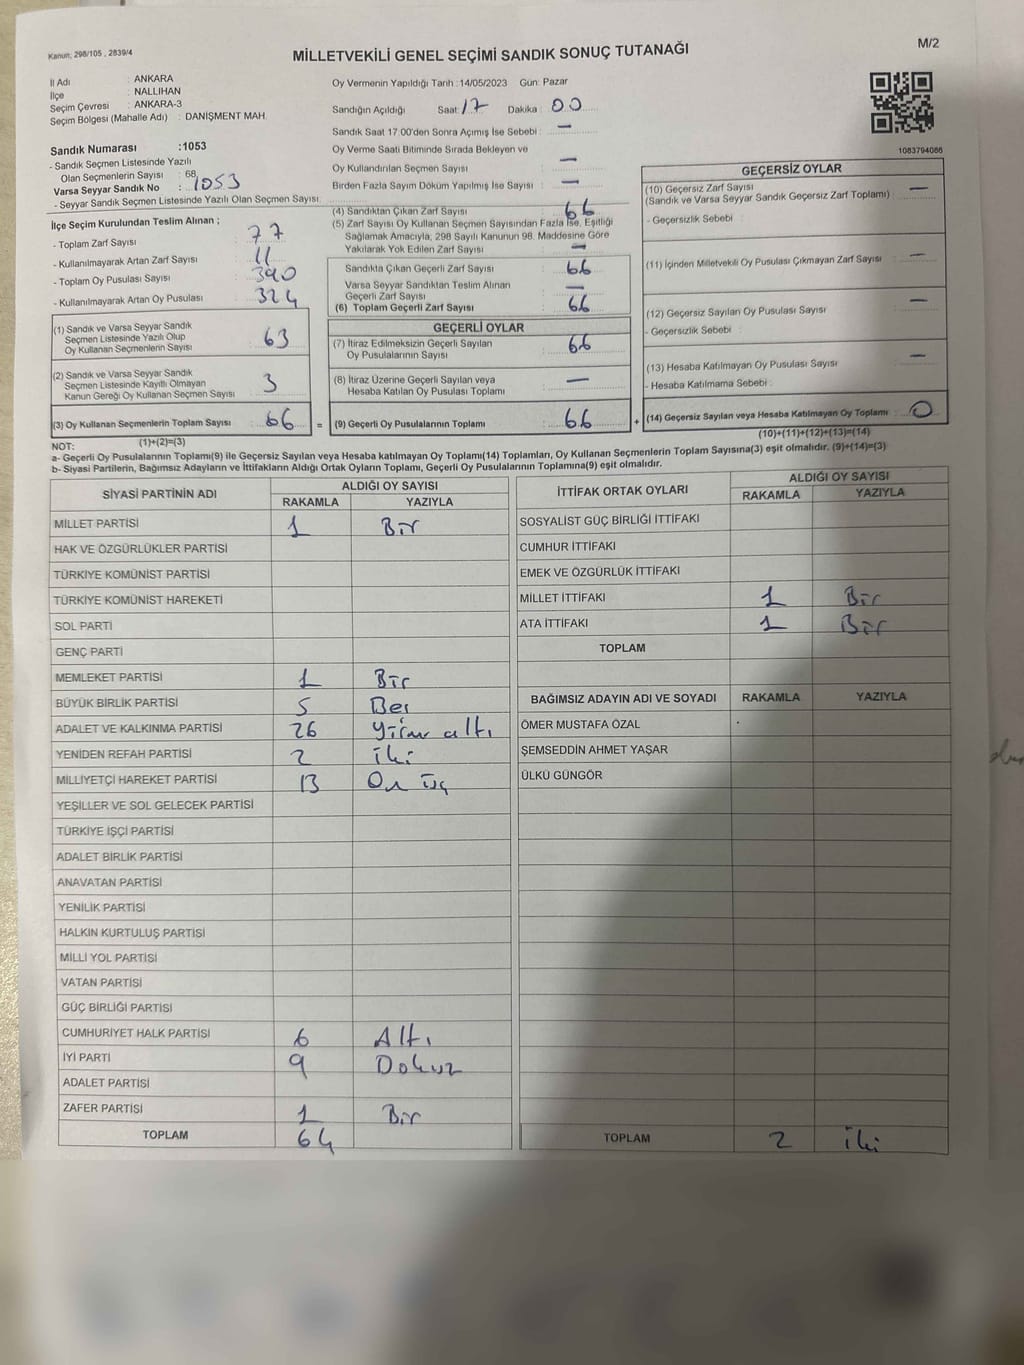 Kanun; 298/105 , 2839/4
MİLLETVEKİLİ GENEL SEÇİMİ SANDIK SONUÇ TUTANAĞI
M/2
İl Adı : ANKARA
İlçe : NALLIHAN
Seçim Çevresi : ANKARA-3
Seçim Bölgesi (Mahalle Adı) : DANİŞMENT MAH.
Sandık Numarası :1053
- Sandık Seçmen Listesinde Yazılı
Olan Seçmenlerin Sayısı : 68
Varsa Seyyar Sandık No : 1053
- Seyyar Sandık Seçmen Listesinde Yazılı Olan Seçmen Sayısı
İlçe Seçim Kurulundan Teslim Alınan ;
- Toplam Zarf Sayısı : 77
- Kullanılmayarak Artan Zarf Sayısı : 11
- Toplam Oy Pusulası Sayısı : 390
- Kullanılmayarak Artan Oy Pusulası : 324
(1) Sandık ve Varsa Seyyar Sandık
Seçmen Listesinde Yazılı Olup
Oy Kullanan Seçmenlerin Sayısı : 63
(2) Sandık ve Varsa Seyyar Sandık
Seçmen Listesinde Kayıtlı Olmayan
Kanun Gereği Oy Kullanan Seçmen Sayısı : 3
(3) Oy Kullanan Seçmenlerin Toplam Sayısı : 66 =
(1)+(2)=(3)
Oy Vermenin Yapıldığı Tarih :14/05/2023 Gün: Pazar
Sandığın Açıldığı Saat: 17 Dakika : 00
Sandık Saat 17:00'den Sonra Açımış İse Sebebi : —
Oy Verme Saati Bitiminde Sırada Bekleyen ve
Oy Kullandırılan Seçmen Sayısı : —
Birden Fazla Sayım Döküm Yapılmış İse Sayısı : —
(4) Sandıktan Çıkan Zarf Sayısı : 66
(5) Zarf Sayısı Oy Kullanan Seçmen Sayısından Fazla İse, Eşitliği
Sağlamak Amacıyla; 298 Sayılı Kanunun 98. Maddesine Göre
Yakılarak Yok Edilen Zarf Sayısı : —
Sandıkta Çıkan Geçerli Zarf Sayısı : 66
Varsa Seyyar Sandıktan Teslim Alınan
Geçerli Zarf Sayısı : —
(6) Toplam Geçerli Zarf Sayısı : 66
GEÇERLİ OYLAR
(7) İtiraz Edilmeksizin Geçerli Sayılan
Oy Pusulalarının Sayısı : 66
(8) İtiraz Üzerine Geçerli Sayılan veya
Hesaba Katılan Oy Pusulası Toplamı : —
(9) Geçerli Oy Pusulalarının Toplamı : 66 +
1083794086
GEÇERSİZ OYLAR
(10) Geçersiz Zarf Sayısı : —
(Sandık ve Varsa Seyyar Sandık Geçersiz Zarf Toplamı)
- Geçersizlik Sebebi :
(11) İçinden Milletvekili Oy Pusulası Çıkmayan Zarf Sayısı : —
(12) Geçersiz Sayılan Oy Pusulası Sayısı : —
- Geçersizlik Sebebi :
(13) Hesaba Katılmayan Oy Pusulası Sayısı : —
- Hesaba Katılmama Sebebi :
(14) Geçersiz Sayılan veya Hesaba Katılmayan Oy Toplamı : 0
(10)+(11)+(12)+(13)=(14)
NOT:
a- Geçerli Oy Pusulalarının Toplamı(9) ile Geçersiz Sayılan veya Hesaba katılmayan Oy Toplamı(14) Toplamları, Oy Kullanan Seçmenlerin Toplam Sayısına(3) eşit olmalıdır. (9)+(14)=(3)
b- Siyasi Partilerin, Bağımsız Adayların ve İttifakların Aldığı Ortak Oyların Toplamı, Geçerli Oy Pusulalarının Toplamına(9) eşit olmalıdır.
SİYASİ PARTİNİN ADI
ALDIĞI OY SAYISI
RAKAMLA YAZIYLA
MİLLET PARTİSİ 1 Bir
HAK VE ÖZGÜRLÜKLER PARTİSİ
TÜRKİYE KOMÜNİST PARTİSİ
TÜRKİYE KOMÜNİST HAREKETİ
SOL PARTİ
GENÇ PARTİ
MEMLEKET PARTİSİ 1 Bir
BÜYÜK BİRLİK PARTİSİ 5 Beş
ADALET VE KALKINMA PARTİSİ 26 Yirmi altı
YENİDEN REFAH PARTİSİ 2 iki
MİLLİYETÇİ HAREKET PARTİSİ 13 On üç
YEŞİLLER VE SOL GELECEK PARTİSİ
TÜRKİYE İŞÇİ PARTİSİ
ADALET BİRLİK PARTİSİ
ANAVATAN PARTİSİ
YENİLİK PARTİSİ
HALKIN KURTULUŞ PARTİSİ
MİLLİ YOL PARTİSİ
VATAN PARTİSİ
GÜÇ BİRLİĞİ PARTİSİ
CUMHURİYET HALK PARTİSİ 6 Altı
İYİ PARTİ 9 Dokuz
ADALET PARTİSİ
ZAFER PARTİSİ 1 Bir
TOPLAM 64
İTTİFAK ORTAK OYLARI
ALDIĞI OY SAYISI
RAKAMLA YAZIYLA
SOSYALİST GÜÇ BİRLİĞİ İTTİFAKI
CUMHUR İTTİFAKI
EMEK VE ÖZGÜRLÜK İTTİFAKI
MİLLET İTTİFAKI 1 Bir
ATA İTTİFAKI 1 Bir
TOPLAM
BAĞIMSIZ ADAYIN ADI VE SOYADI RAKAMLA YAZIYLA
ÖMER MUSTAFA ÖZAL
ŞEMSEDDİN AHMET YAŞAR
ÜLKÜ GÜNGÖR
TOPLAM 2 iki